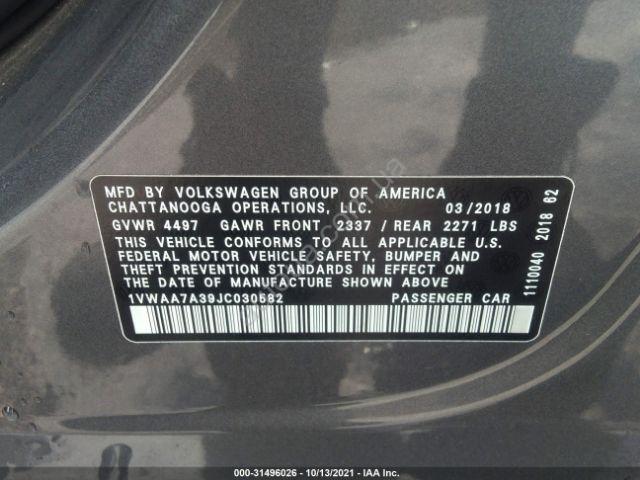 MFD BY VOLKSWAGEN GROUP OF AMERICA
CHATTANOOGA OPERATIONS, LLC. 03/2018
GVWR 4497 GAWR FRONT 2337 / REAR 2271 LBS
THIS VEHICLE CONFORMS TO ALL APPLICABLE U.S.
FEDERAL MOTOR VEHICLE SAFETY, BUMPER AND
THEFT PREVENTION STANDARDS IN EFFECT ON
THE DATE OF MANUFACTURE SHOWN ABOVE
1VWAA7A39JC030582 PASSENGER CAR
1110040 2018 62
000-31496026 - 10/13/2021 - IAA Inc.